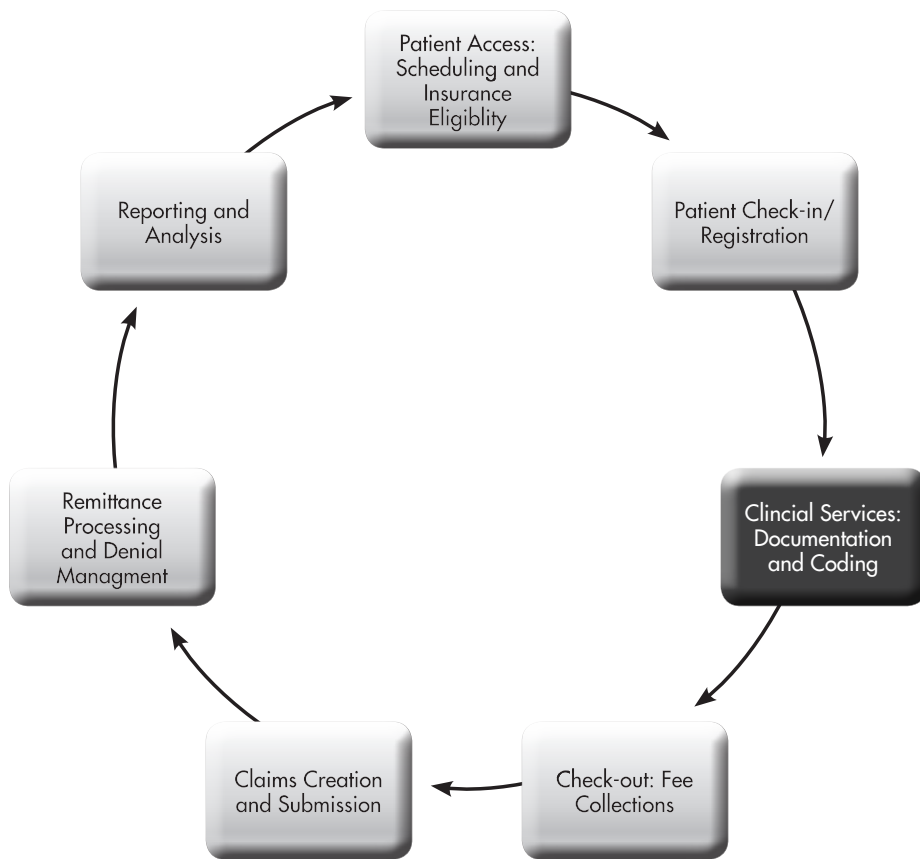 Patient Access:
Scheduling and
Insurance
Eligiblity
Patient Check-in/
Registration
Clincial Services:
Documentation
and Coding
Check-out: Fee
Collections
Claims Creation
and Submission
Remittance
Processing
and Denial
Managment
Reporting and
Analysis